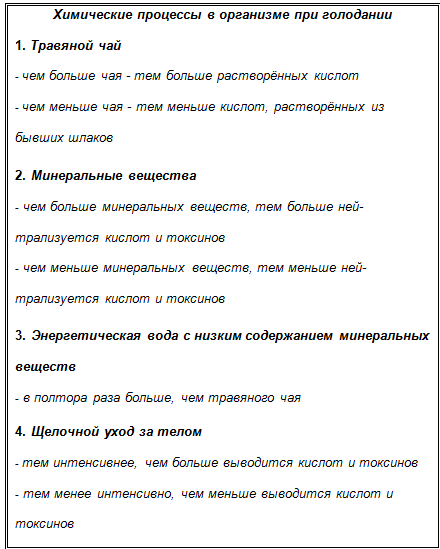 Химические процессы в организме при голодании
1. Травяной чай
- чем больше чая - тем больше растворённых кислот
- чем меньше чая - тем меньше кислот, растворённых из
бывших шлаков
2. Минеральные вещества
- чем больше минеральных веществ, тем больше ней-
трализуется кислот и токсинов
- чем меньше минеральных веществ, тем меньше ней-
трализуется кислот и токсинов
3. Энергетическая вода с низким содержанием минеральных
веществ
- в полтора раза больше, чем травяного чая
4. Щелочной уход за телом
- тем интенсивнее, чем больше выводится кислот и токсинов
- тем менее интенсивно, чем меньше выводится кислот и
токсинов